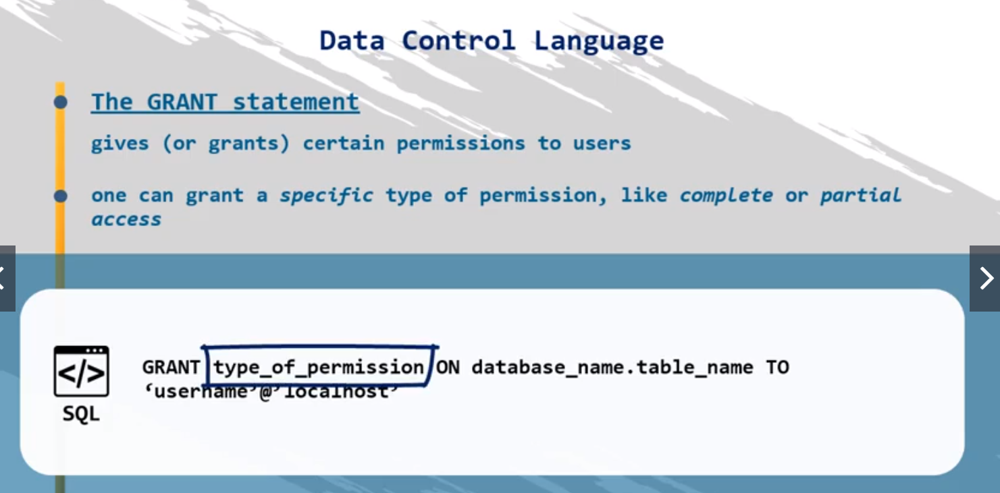 Data Control Language
The GRANT statement
gives (or grants) certain permissions to users
one can grant a specific type of permission, like complete or partial
access
</>
SQL
GRANT type_of_permission ON database_name.table_name TO
‘username’@’localhost’